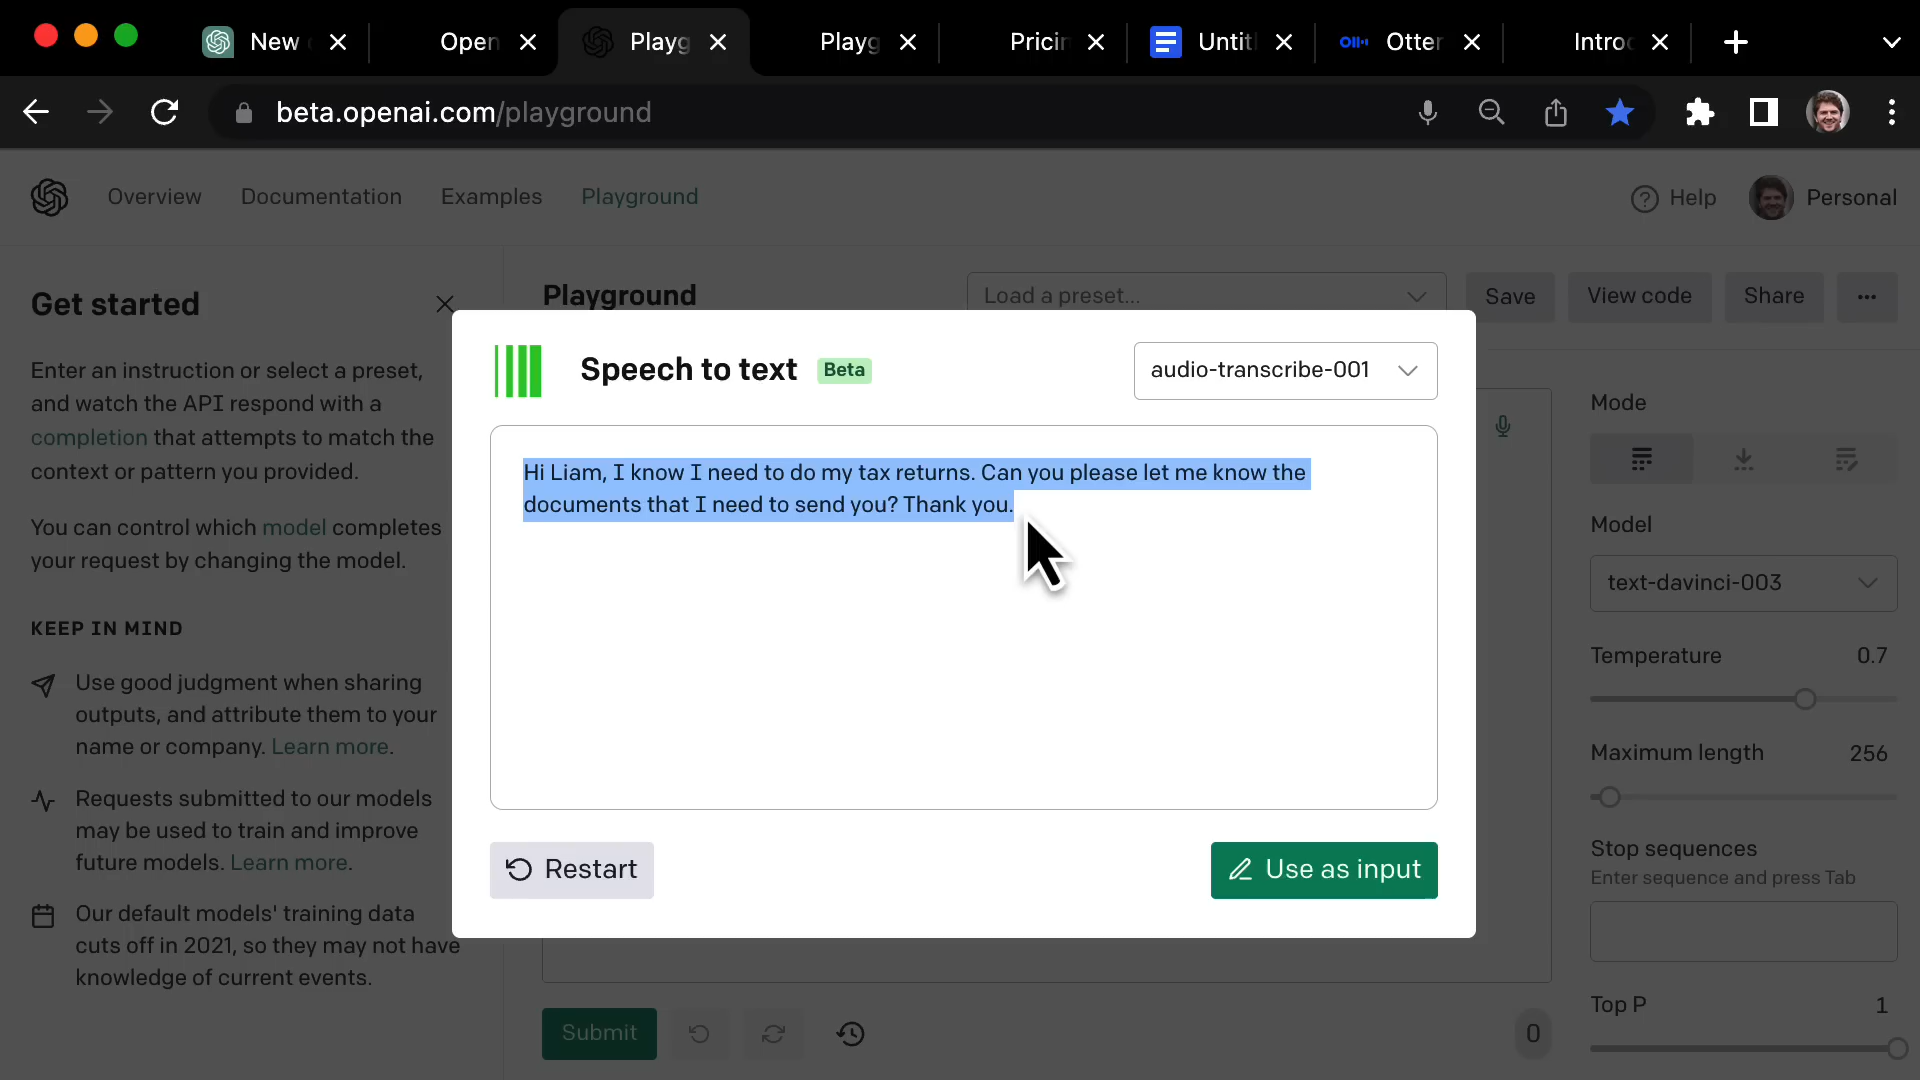 New
Open
Playg
Playg
Pricin
Untit
Otter
Introd
beta.openai.com/playground
Overview
Documentation
Examples
Playground
Help
Personal
Get started
Enter an instruction or select a preset,
and watch the API respond with a
completion that attempts to match the
context or pattern you provided.
You can control which model completes
your request by changing the model.
KEEP IN MIND
Use good judgment when sharing
outputs, and attribute them to your
name or company. Learn more.
Requests submitted to our models
may be used to train and improve
future models. Learn more.
Our default models' training data
cuts off in 2021, so they may not have
knowledge of current events.
Playground
Load a preset...
Save
View code
Share
Speech to text
Beta
audio-transcribe-001
Hi Liam, I know I need to do my tax returns. Can you please let me know the
documents that I need to send you? Thank you.
Restart
Use as input
Submit
0
Mode
Model
text-davinci-003
Temperature 0.7
Maximum length 256
Stop sequences
Enter sequence and press Tab
Top P 1